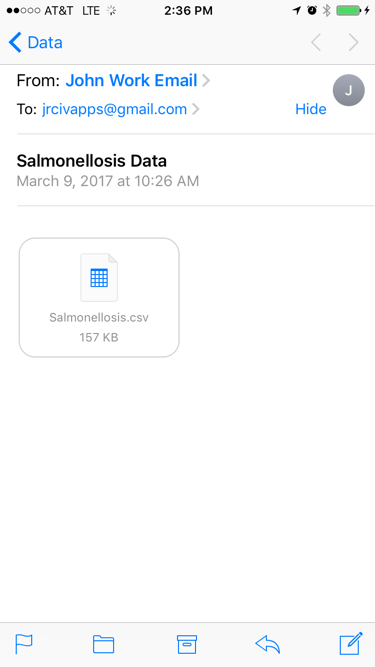 AT&T LTE 2:36 PM
Data
From: John Work Email
J
To: jrcivapps@gmail.com Hide
Salmonellosis Data
March 9, 2017 at 10:26 AM
Salmonellosis.csv
157 KB